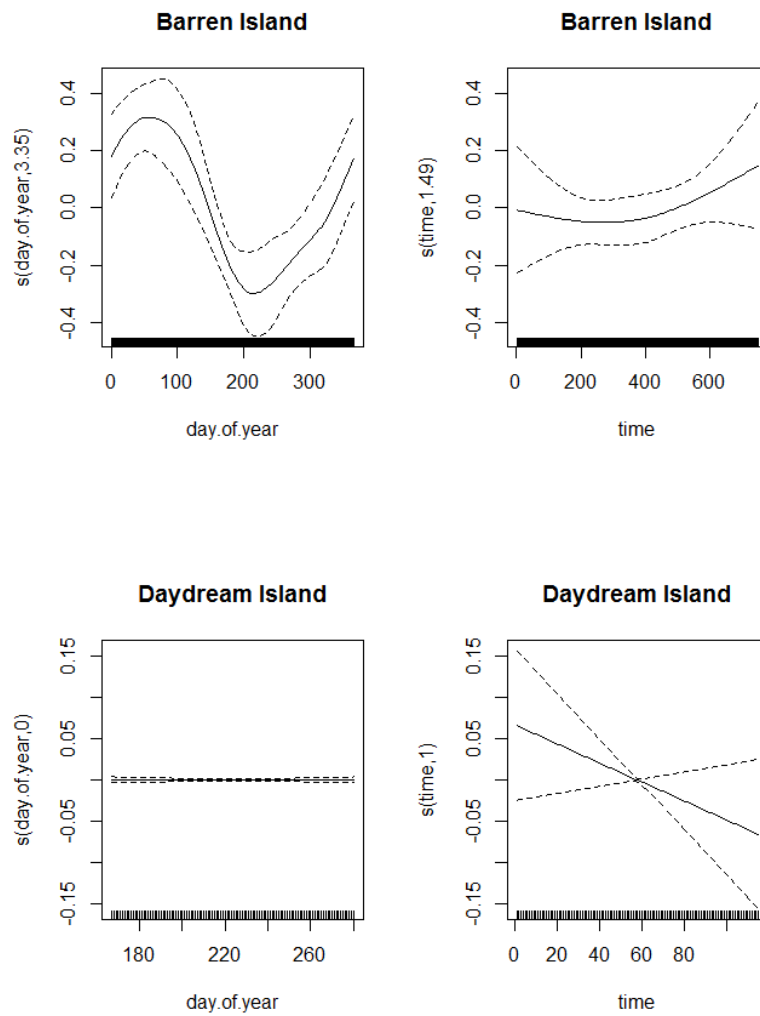 Barren Island
s(day.of.year,3.35)
0.4
0.2
0.0
-0.2
-0.4
0 100 200 300
day.of.year
Barren Island
s(time,1.49)
0.4
0.2
0.0
-0.2
-0.4
0 200 400 600
time
Daydream Island
s(day.of.year,0)
0.15
0.05
-0.05
-0.15
180 220 260
day.of.year
Daydream Island
s(time,1)
0.15
0.05
-0.05
-0.15
0 20 40 60 80
time